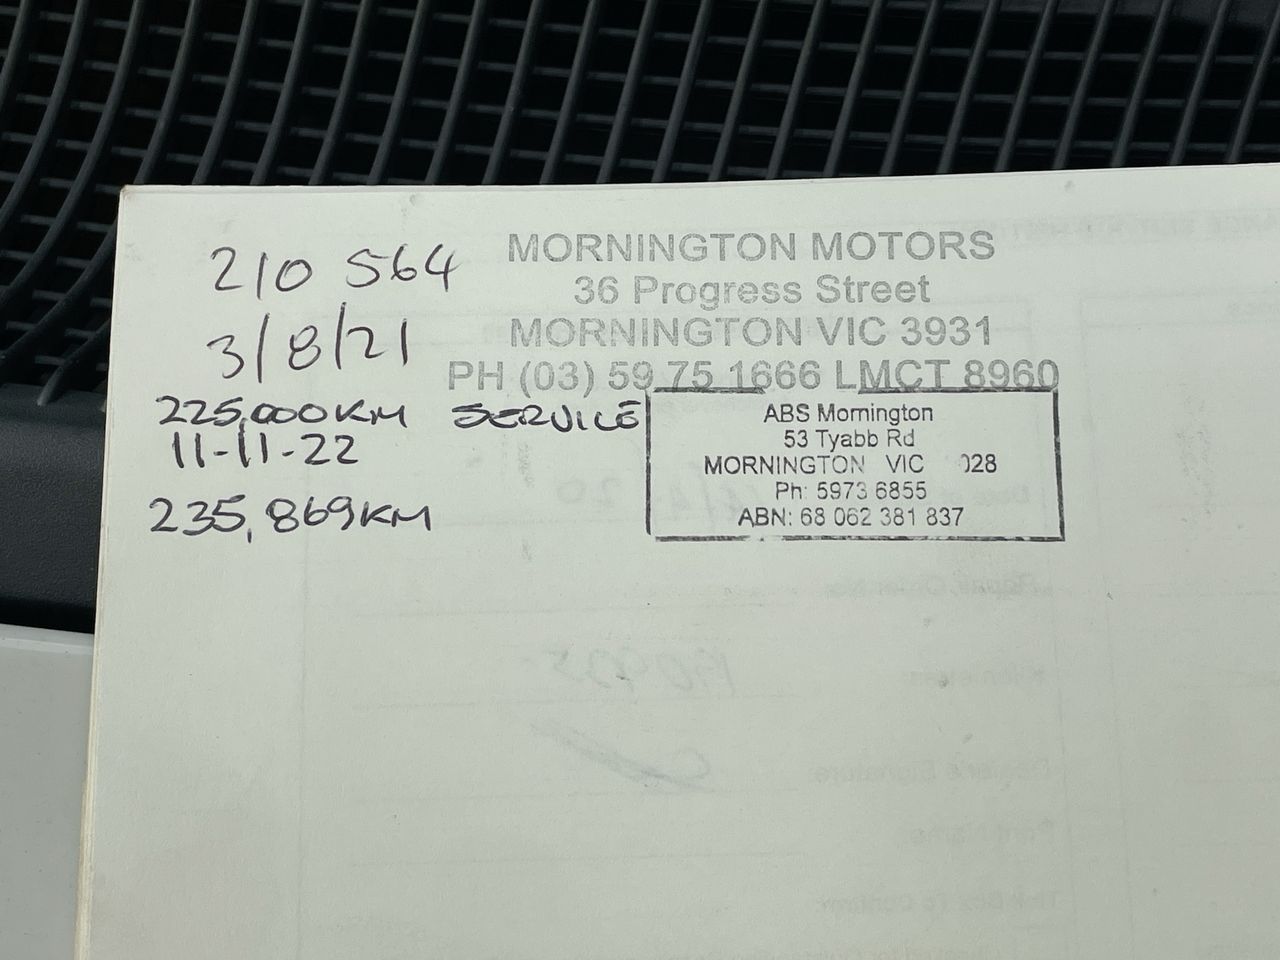 210 564
MORNINGTON MOTORS
36 Progress Street
3/8/21
MORNINGTON VIC 3931
PH (03) 59 75 1666 LMCT 8960
225,000KM SERVICE
11-11-22
235,869KM
ABS Mornington
53 Tyabb Rd
MORNINGTON VIC 028
Ph: 5973 6855
ABN: 68 062 381 837